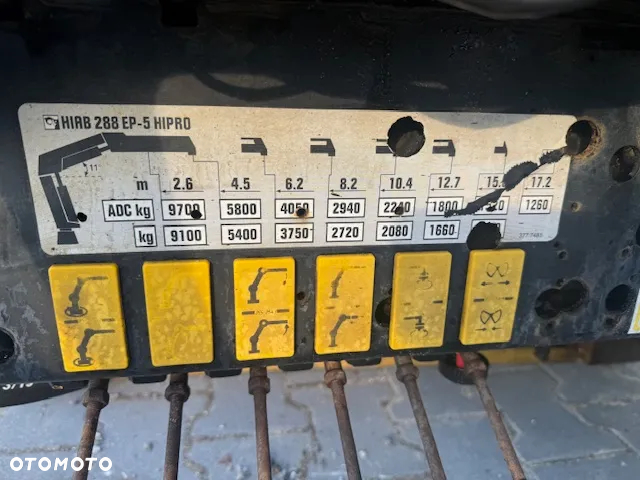 HIAB 288 EP-5 HIPRO
m 2.6 4.5 6.2 8.2 10.4 12.7 17.2
ADC kg 9700 5800 4050 2940 2240 1800 1260
kg 9100 5400 3750 2720 2080 1660
OTOMOTO